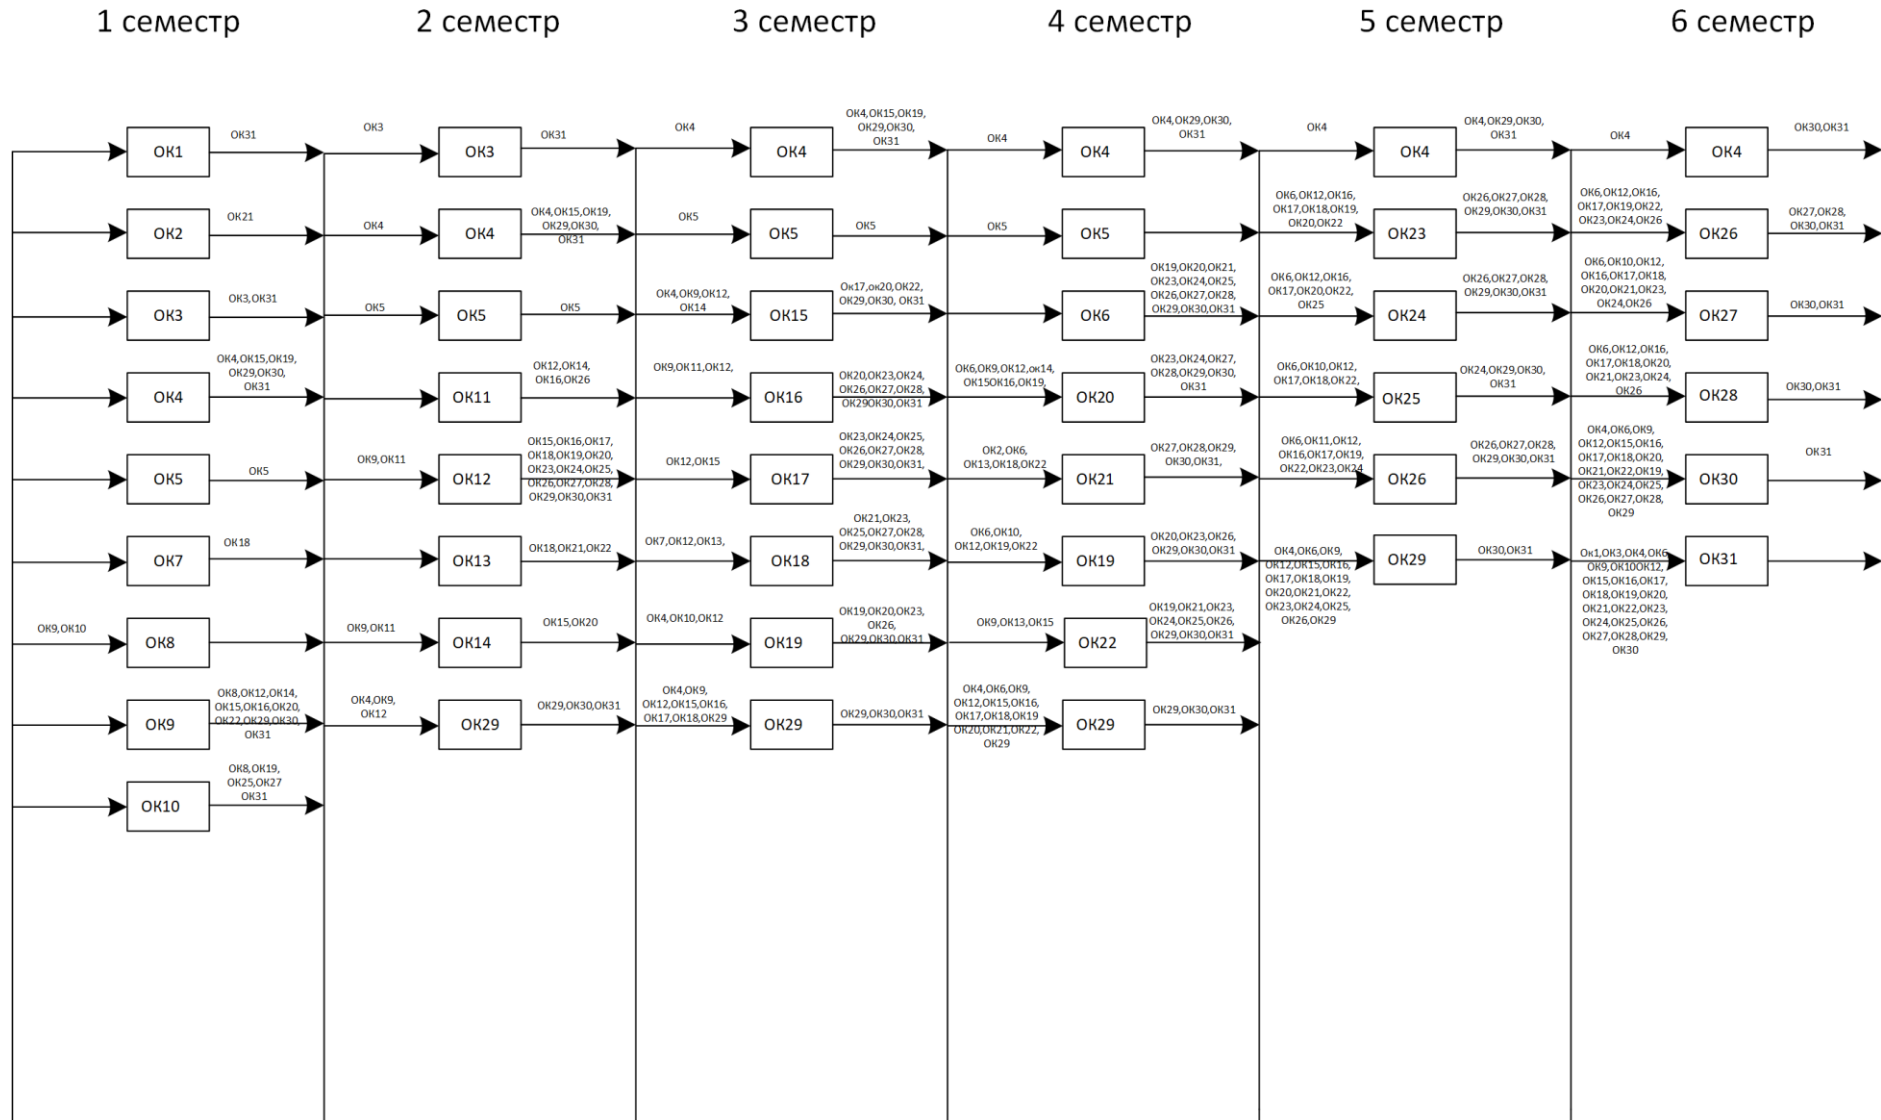 1 семестр
2 семестр
3 семестр
4 семестр
5 семестр
6 семестр
ОК1
ОК31
ОК2
ОК21
ОК3
ОК3,ОК31
ОК4
ОК4,ОК15,ОК19,
ОК29,ОК30,
ОК31
ОК5
ОК5
ОК7
ОК18
ОК9,ОК10
ОК8
ОК9
ОК8,ОК12,ОК14,
ОК15,ОК16,ОК20,
ОК22,ОК29,ОК30,
ОК31
ОК10
ОК8,ОК19,
ОК25,ОК27
ОК31
ОК3
ОК3
ОК31
ОК4
ОК4
ОК4,ОК15,ОК19,
ОК29,ОК30,
ОК31
ОК5
ОК5
ОК5
ОК11
ОК12,ОК14,
ОК16,ОК26
ОК9,ОК11
ОК12
ОК15,ОК16,ОК17,
ОК18,ОК19,ОК20,
ОК23,ОК24,ОК25,
ОК26,ОК27,ОК28,
ОК29,ОК30,ОК31
ОК13
ОК18,ОК21,ОК22
ОК9,ОК11
ОК14
ОК15,ОК20
ОК4,ОК9,
ОК12
ОК29
ОК29,ОК30,ОК31
ОК4
ОК4
ОК4,ОК15,ОК19,
ОК29,ОК30,
ОК31
ОК5
ОК5
ОК5
ОК4,ОК9,ОК12,
ОК14
ОК15
Ок17,ок20,ОК22,
ОК29,ОК30, ОК31
ОК9,ОК11,ОК12,
ОК16
ОК20,ОК23,ОК24,
ОК26,ОК27,ОК28,
ОК29ОК30,ОК31
ОК12,ОК15
ОК17
ОК23,ОК24,ОК25,
ОК26,ОК27,ОК28,
ОК29,ОК30,ОК31,
ОК7,ОК12,ОК13,
ОК18
ОК21,ОК23,
ОК25,ОК27,ОК28,
ОК29,ОК30,ОК31,
ОК4,ОК10,ОК12
ОК19
ОК19,ОК20,ОК23,
ОК26,
ОК29,ОК30,ОК31
ОК4,ОК9,
ОК12,ОК15,ОК16,
ОК17,ОК18,ОК29
ОК29
ОК29,ОК30,ОК31
ОК4
ОК4
ОК4,ОК29,ОК30,
ОК31
ОК5
ОК5
ОК6
ОК19,ОК20,ОК21,
ОК23,ОК24,ОК25,
ОК26,ОК27,ОК28,
ОК29,ОК30,ОК31
ОК6,ОК9,ОК12,ок14,
ОК15ОК16,ОК19,
ОК20
ОК23,ОК24,ОК27,
ОК28,ОК29,ОК30,
ОК31
ОК2,ОК6,
ОК13,ОК18,ОК22
ОК21
ОК27,ОК28,ОК29,
ОК30,ОК31,
ОК6,ОК10,
ОК12,ОК19,ОК22
ОК19
ОК20,ОК23,ОК26,
ОК29,ОК30,ОК31
ОК9,ОК13,ОК15
ОК22
ОК19,ОК21,ОК23,
ОК24,ОК25,ОК26,
ОК29,ОК30,ОК31
ОК4,ОК6,ОК9,
ОК12,ОК15,ОК16,
ОК17,ОК18,ОК19
ОК20,ОК21,ОК22,
ОК29
ОК29
ОК29,ОК30,ОК31
ОК4
ОК4
ОК4,ОК29,ОК30,
ОК31
ОК6,ОК12,ОК16,
ОК17,ОК18,ОК19,
ОК20,ОК22
ОК23
ОК26,ОК27,ОК28,
ОК29,ОК30,ОК31
ОК6,ОК12,ОК16,
ОК17,ОК20,ОК22,
ОК25
ОК24
ОК26,ОК27,ОК28,
ОК29,ОК30,ОК31
ОК6,ОК10,ОК12,
ОК17,ОК18,ОК22,
ОК25
ОК24,ОК29,ОК30,
ОК31
ОК6,ОК11,ОК12,
ОК16,ОК17,ОК19,
ОК22,ОК23,ОК24
ОК26
ОК26,ОК27,ОК28,
ОК29,ОК30,ОК31
ОК4,ОК6,ОК9,
ОК12,ОК15,ОК16,
ОК17,ОК18,ОК19,
ОК20,ОК21,ОК22,
ОК23,ОК24,ОК25,
ОК26,ОК29
ОК29
ОК30,ОК31
ОК4
ОК4
ОК30,ОК31
ОК6,ОК12,ОК16,
ОК17,ОК19,ОК22,
ОК23,ОК24,ОК26
ОК26
ОК27,ОК28,
ОК30,ОК31
ОК6,ОК10,ОК12,
ОК16,ОК17,ОК18,
ОК20,ОК21,ОК23,
ОК24,ОК26
ОК27
ОК30,ОК31
ОК6,ОК12,ОК16,
ОК17,ОК18,ОК20,
ОК21,ОК23,ОК24,
ОК26
ОК28
ОК30,ОК31
ОК4,ОК6,ОК9,
ОК12,ОК15,ОК16,
ОК17,ОК18,ОК20,
ОК21,ОК22,ОК19,
ОК23,ОК24,ОК25,
ОК26,ОК27,ОК28,
ОК29
ОК30
ОК31
Ок1,ОК3,ОК4,ОК6,
ОК9,ОК10ОК12,
ОК15,ОК16,ОК17,
ОК18,ОК19,ОК20,
ОК21,ОК22,ОК23,
ОК24,ОК25,ОК26,
ОК27,ОК28,ОК29,
ОК30
ОК31